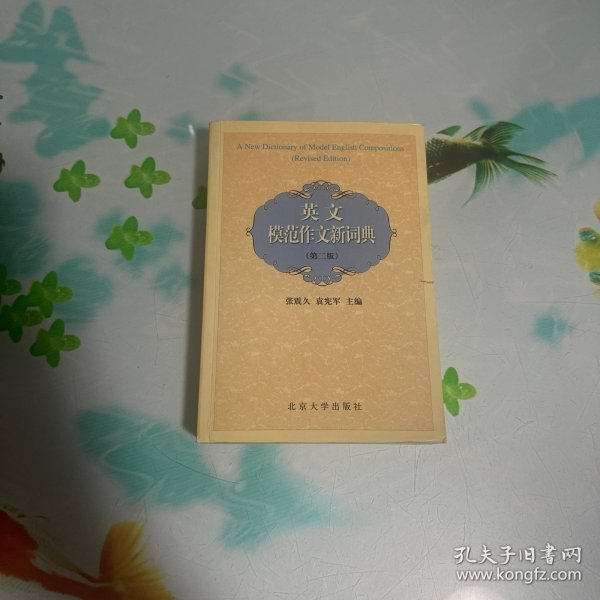 A New Dictionary of Model English Compositions
(Revised Edition)
英文
模范作文新词典
(第二版)
张震久 袁宪军 主编
北京大学出版社
孔夫子旧书网
www.kongfz.com